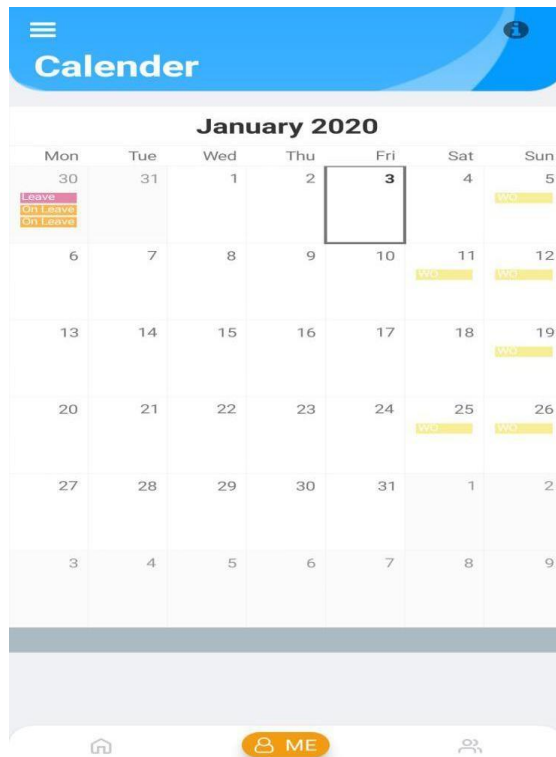 Calender
January 2020
Mon Tue Wed Thu Fri Sat Sun
30 31 1 2 3 4 5
Leave WO
On Leave
On Leave
6 7 8 9 10 11 12
WO WO
13 14 15 16 17 18 19
WO
20 21 22 23 24 25 26
WO WO
27 28 29 30 31 1 2
3 4 5 6 7 8 9
ME